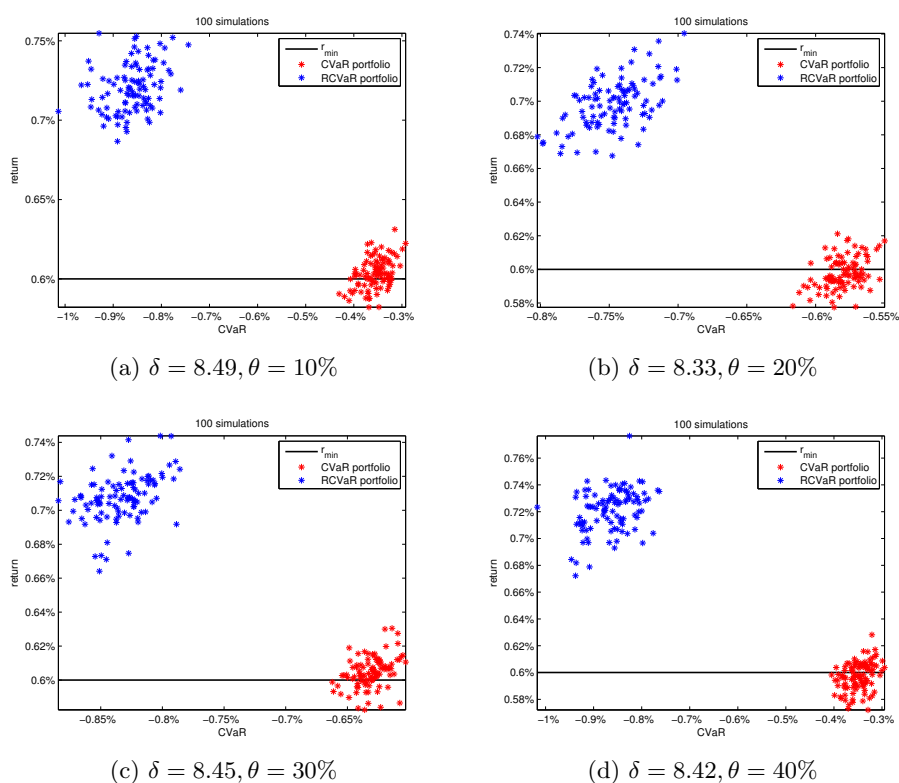 100 simulations
r_min
CVaR portfolio
RCVaR portfolio
0.75%
0.7%
0.65%
0.6%
return
−1% −0.9% −0.8% −0.7% −0.6% −0.5% −0.4% −0.3%
CVaR
(a) δ = 8.49, θ = 10%
100 simulations
r_min
CVaR portfolio
RCVaR portfolio
0.74%
0.72%
0.7%
0.68%
0.66%
0.64%
0.62%
0.6%
0.58%
return
−0.8% −0.75% −0.7% −0.65% −0.6% −0.55%
CVaR
(b) δ = 8.33, θ = 20%
100 simulations
r_min
CVaR portfolio
RCVaR portfolio
0.74%
0.72%
0.7%
0.68%
0.66%
0.64%
0.62%
0.6%
return
−0.85% −0.8% −0.75% −0.7% −0.65%
CVaR
(c) δ = 8.45, θ = 30%
100 simulations
r_min
CVaR portfolio
RCVaR portfolio
0.76%
0.74%
0.72%
0.7%
0.68%
0.66%
0.64%
0.62%
0.6%
0.58%
return
−1% −0.9% −0.8% −0.7% −0.6% −0.5% −0.4% −0.3%
CVaR
(d) δ = 8.42, θ = 40%